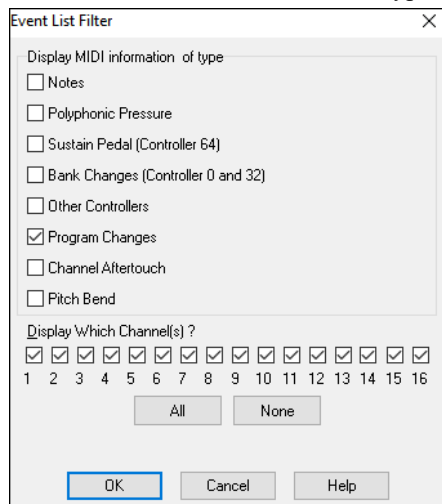 Event List Filter
Display MIDI information of type
Notes
Polyphonic Pressure
Sustain Pedal (Controller 64)
Bank Changes (Controller 0 and 32)
Other Controllers
Program Changes
Channel Aftertouch
Pitch Bend
Display Which Channel(s) ?
1 2 3 4 5 6 7 8 9 10 11 12 13 14 15 16
All None
OK Cancel Help